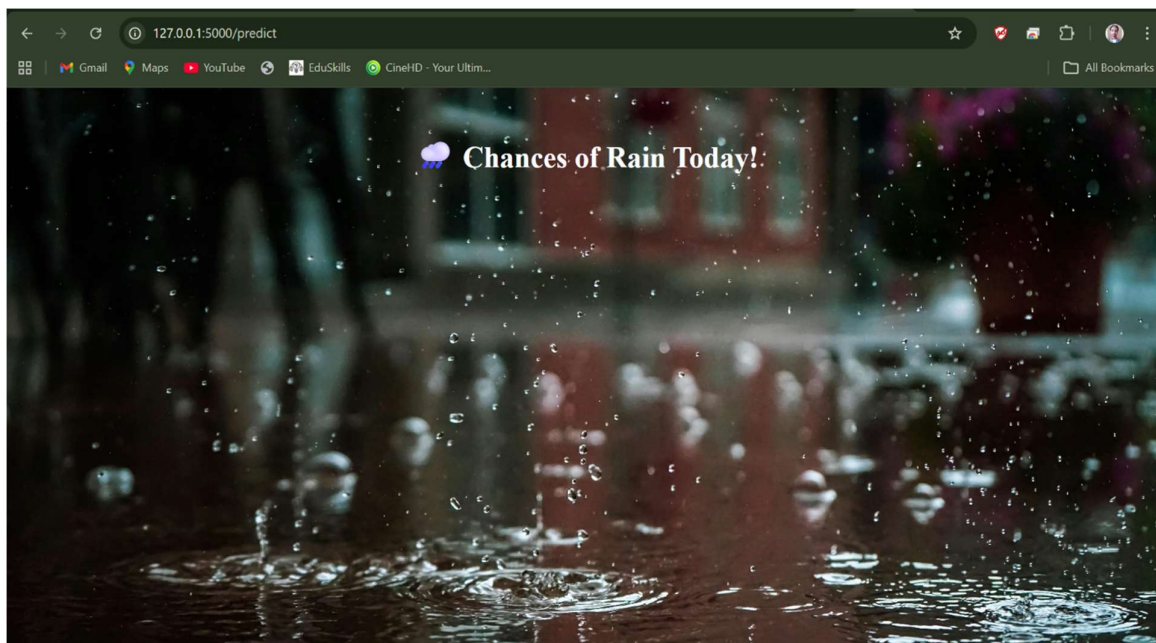 127.0.0.1:5000/predict
Gmail Maps YouTube EduSkills CineHD - Your Ultim... All Bookmarks
🌧️ Chances of Rain Today!